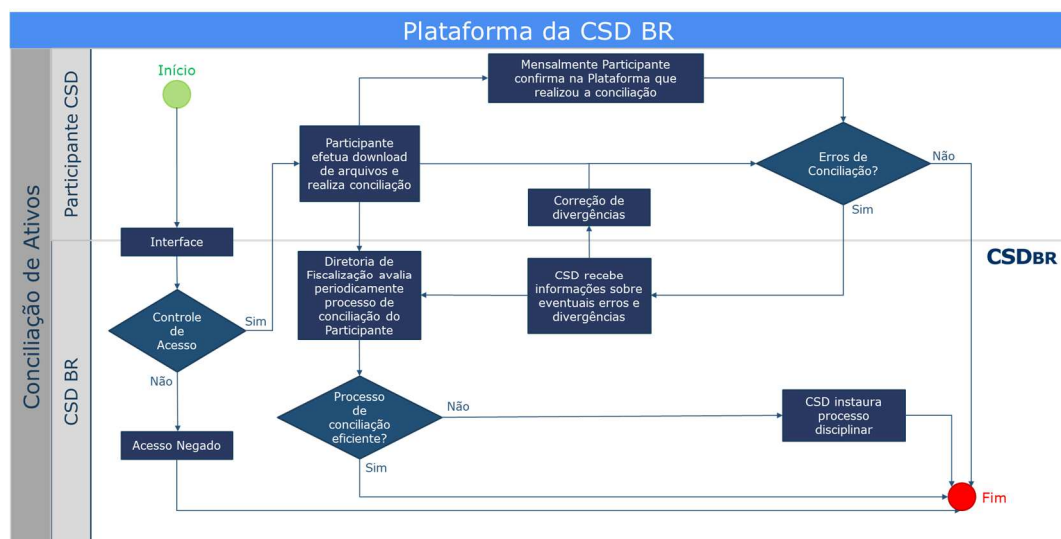 Plataforma da CSD BR
Conciliação de Ativos
Participante CSD
CSD BR
Início
Mensalmente Participante
confirma na Plataforma que
realizou a conciliação
Participante
efetua download
de arquivos e
realiza conciliação
Erros de
Conciliação?
Não
Sim
Correção de
divergências
Interface
CSDBR
Diretoria de
Fiscalização avalia
periodicamente
processo de
conciliação do
Participante
CSD recebe
informações sobre
eventuais erros e
divergências
Controle
de
Acesso
Sim
Não
Processo
de
conciliação
eficiente?
Não
Sim
CSD instaura
processo
disciplinar
Acesso Negado
Fim